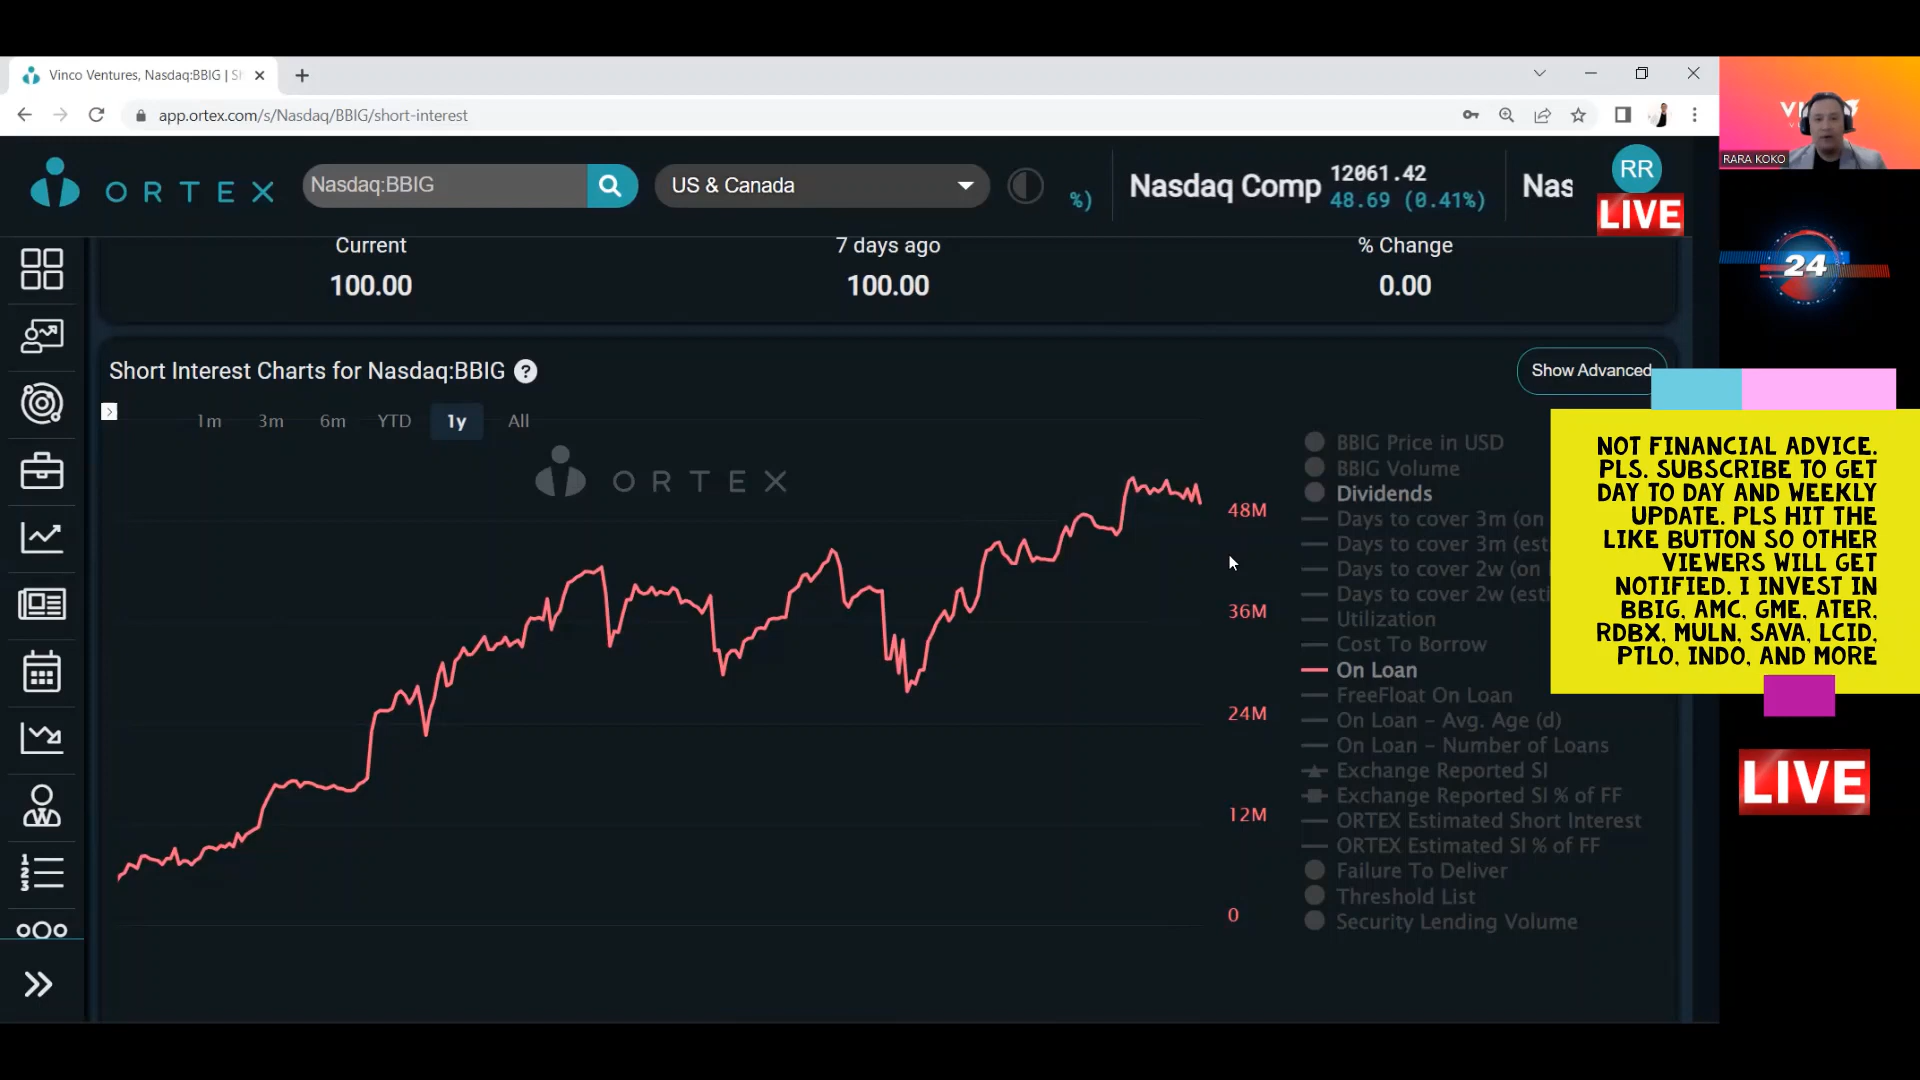 Vinco Ventures, Nasdaq:BBIG | S
app.ortex.com/s/Nasdaq/BBIG/short-interest
ORTEX
Nasdaq:BBIG
US & Canada
%)
Nasdaq Comp
12061.42
48.69 (0.41%)
Nas
RR
LIVE
RARA KOKO
24
Current
7 days ago
% Change
100.00
100.00
0.00
Short Interest Charts for Nasdaq:BBIG ?
Show Advanced
1m
3m
6m
YTD
1y
All
ORTEX
48M
36M
24M
12M
0
BBIG Price in USD
BBIG Volume
Dividends
Days to cover 3m (on
Days to cover 3m (est
Days to cover 2w (on
Days to cover 2w (esti
Utilization
Cost To Borrow
On Loan
FreeFloat On Loan
On Loan - Avg. Age (d)
On Loan - Number of Loans
Exchange Reported SI
Exchange Reported SI % of FF
ORTEX Estimated Short Interest
ORTEX Estimated SI % of FF
Failure To Deliver
Threshold List
Security Lending Volume
NOT FINANCIAL ADVICE.
PLS. SUBSCRIBE TO GET
DAY TO DAY AND WEEKLY
UPDATE. PLS HIT THE
LIKE BUTTON SO OTHER
VIEWERS WILL GET
NOTIFIED. I INVEST IN
BBIG, AMC, GME, ATER,
RDBX, MULN, SAVA, LCID,
PTLO, INDO, AND MORE
LIVE